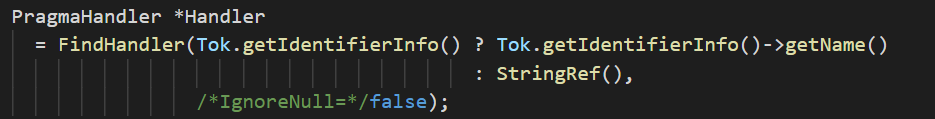 PragmaHandler *Handler
= FindHandler(Tok.getIdentifierInfo() ? Tok.getIdentifierInfo()->getName()
: StringRef(),
/*IgnoreNull=*/false);